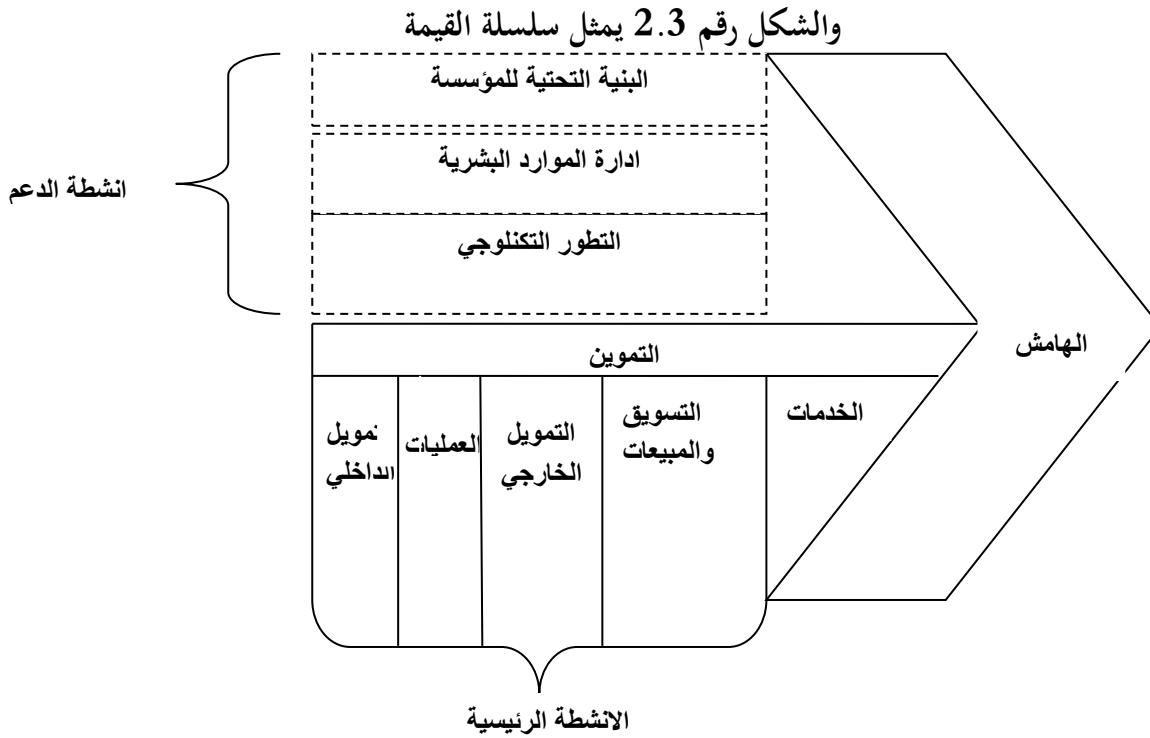 والشكل رقم 2.3 يمثل سلسلة القيمة
البنية التحتية للمؤسسة
ادارة الموارد البشرية
انشطة الدعم
التطور التكنلوجي
الهامش
التموين
الخدمات
التسويق
والمبيعات
التمويل
الخارجي
العمليات
تمويل
الداخلي
الانشطة الرئيسية